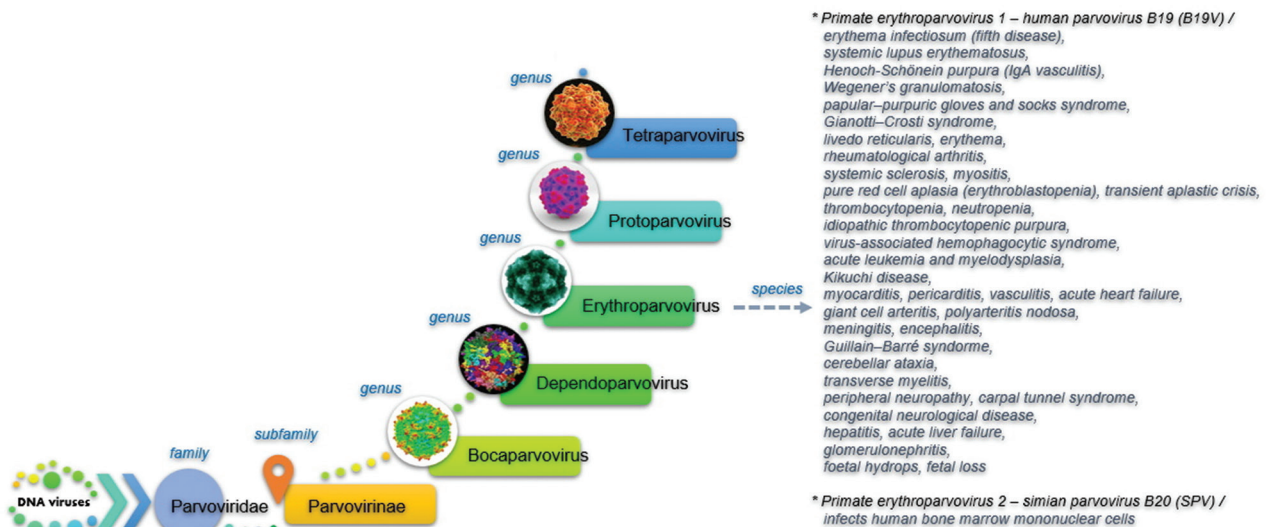 genus
Tetraparvovirus
genus
Protoparvovirus
genus
Erythroparvovirus
species
genus
Dependoparvovirus
genus
Bocaparvovirus
subfamily
family
DNA viruses
Parvoviridae
Parvovirinae
* Primate erythroparvovirus 1 – human parvovirus B19 (B19V) /
erythema infectiosum (fifth disease),
systemic lupus erythematosus,
Henoch-Schönein purpura (IgA vasculitis),
Wegener's granulomatosis,
papular–purpuric gloves and socks syndrome,
Gianotti–Crosti syndrome,
livedo reticularis, erythema,
rheumatological arthritis,
systemic sclerosis, myositis,
pure red cell aplasia (erythroblastopenia), transient aplastic crisis,
thrombocytopenia, neutropenia,
idiopathic thrombocytopenic purpura,
virus-associated hemophagocytic syndrome,
acute leukemia and myelodysplasia,
Kikuchi disease,
myocarditis, pericarditis, vasculitis, acute heart failure,
giant cell arteritis, polyarteritis nodosa,
meningitis, encephalitis,
Guillain–Barré syndorme,
cerebellar ataxia,
transverse myelitis,
peripheral neuropathy, carpal tunnel syndrome,
congenital neurological disease,
hepatitis, acute liver failure,
glomerulonephritis,
foetal hydrops, fetal loss
* Primate erythroparvovirus 2 – simian parvovirus B20 (SPV) /
infects human bone marrow mononuclear cells